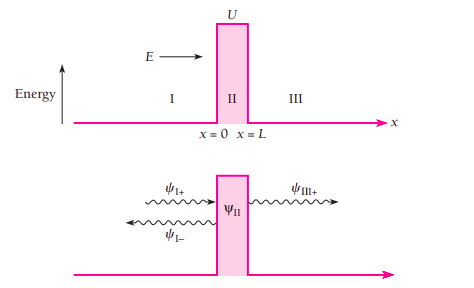 U
E
Energy
I II III
x
x = 0 x = L
ψI+ ψIII+
ψII
ψI–